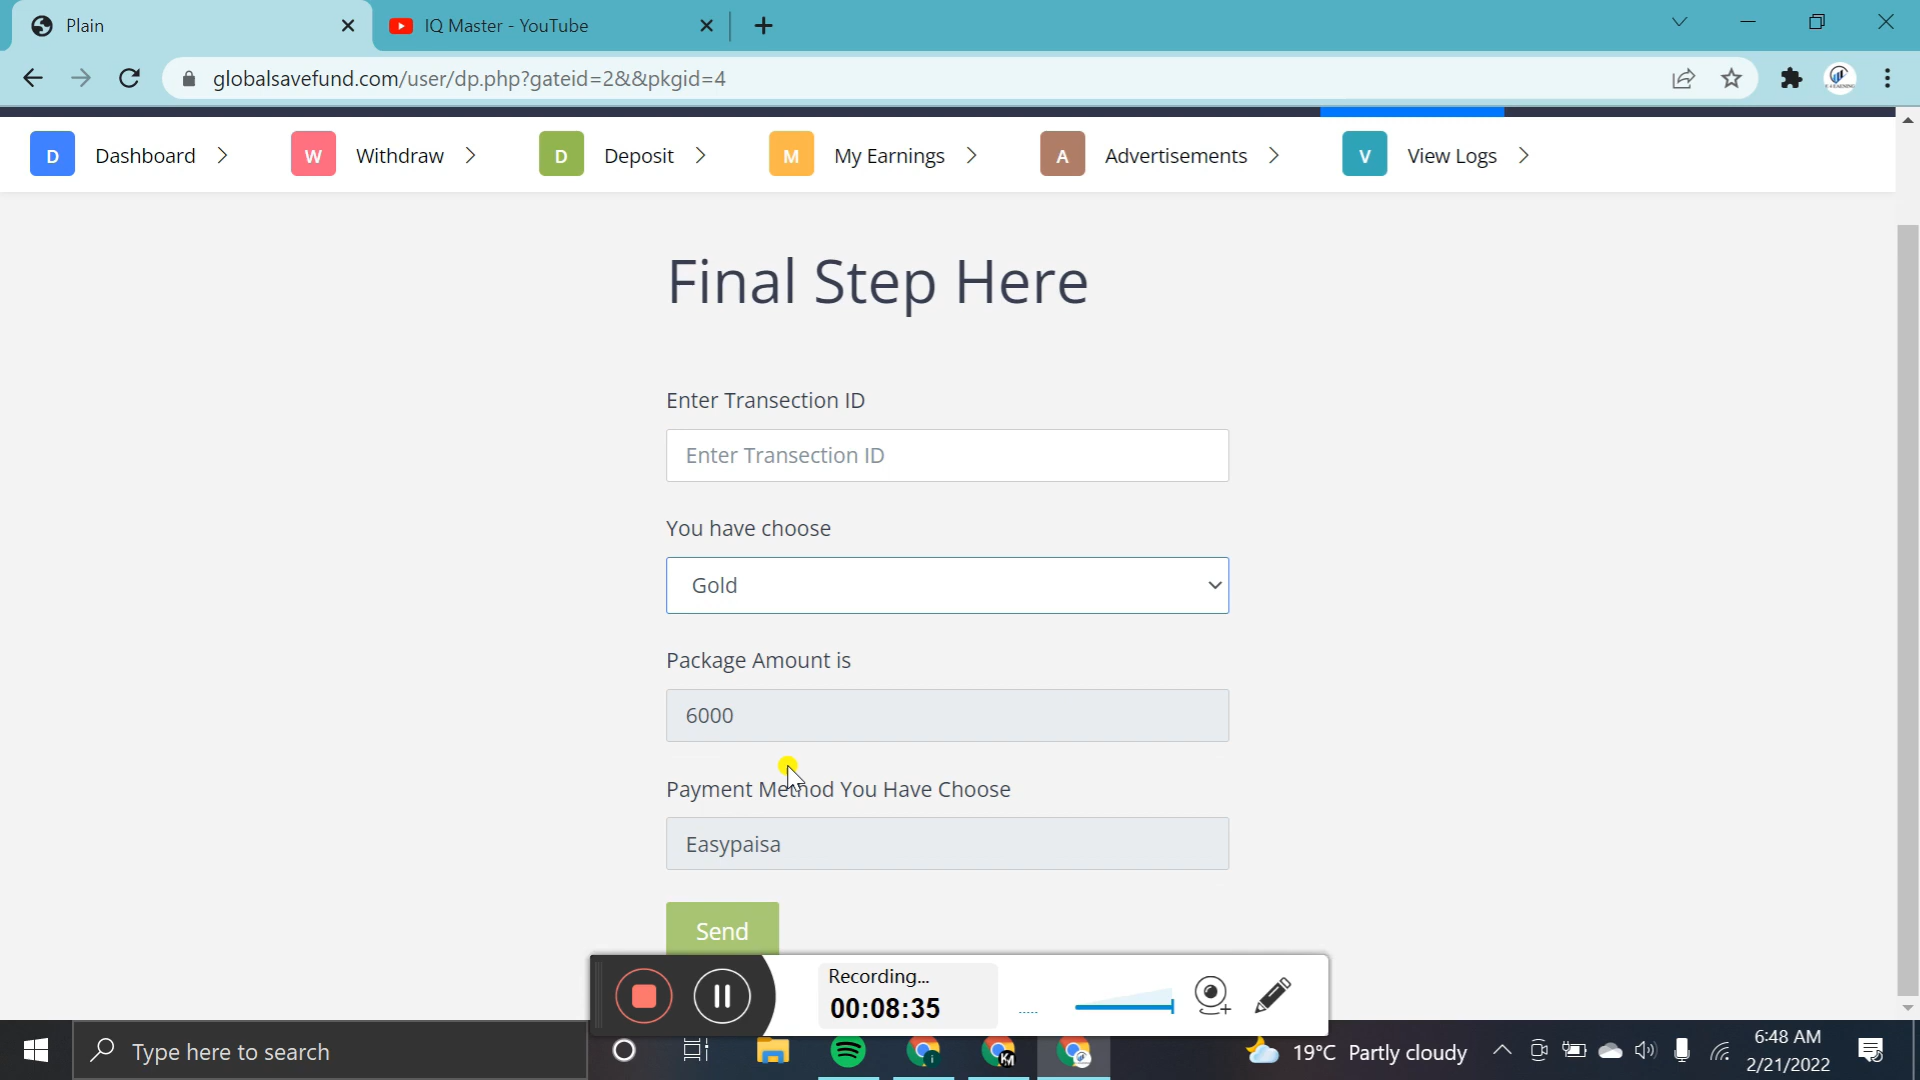 Plain
IQ Master - YouTube
globalsavefund.com/user/dp.php?gateid=2&&pkgid=4
D Dashboard
W Withdraw
D Deposit
M My Earnings
A Advertisements
V View Logs
Final Step Here
Enter Transection ID
Enter Transection ID
You have choose
Gold
Package Amount is
6000
Payment Method You Have Choose
Easypaisa
Send
Recording...
00:08:35
Type here to search
19°C Partly cloudy
6:48 AM
2/21/2022